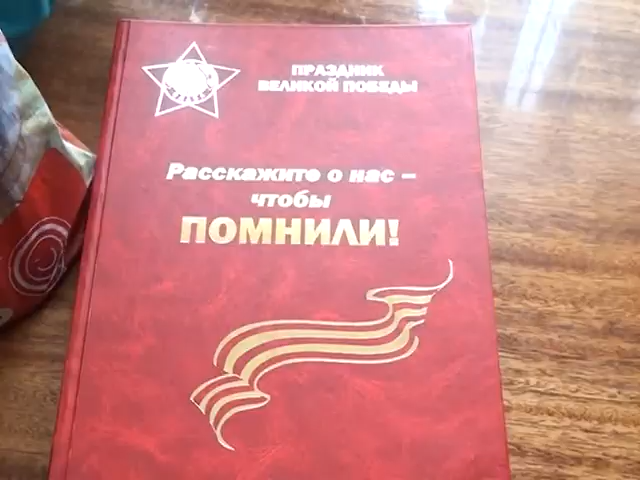 ПРАЗДНИК
ВЕЛИКОЙ ПОБЕДЫ
Расскажите о нас –
чтобы
ПОМНИЛИ!